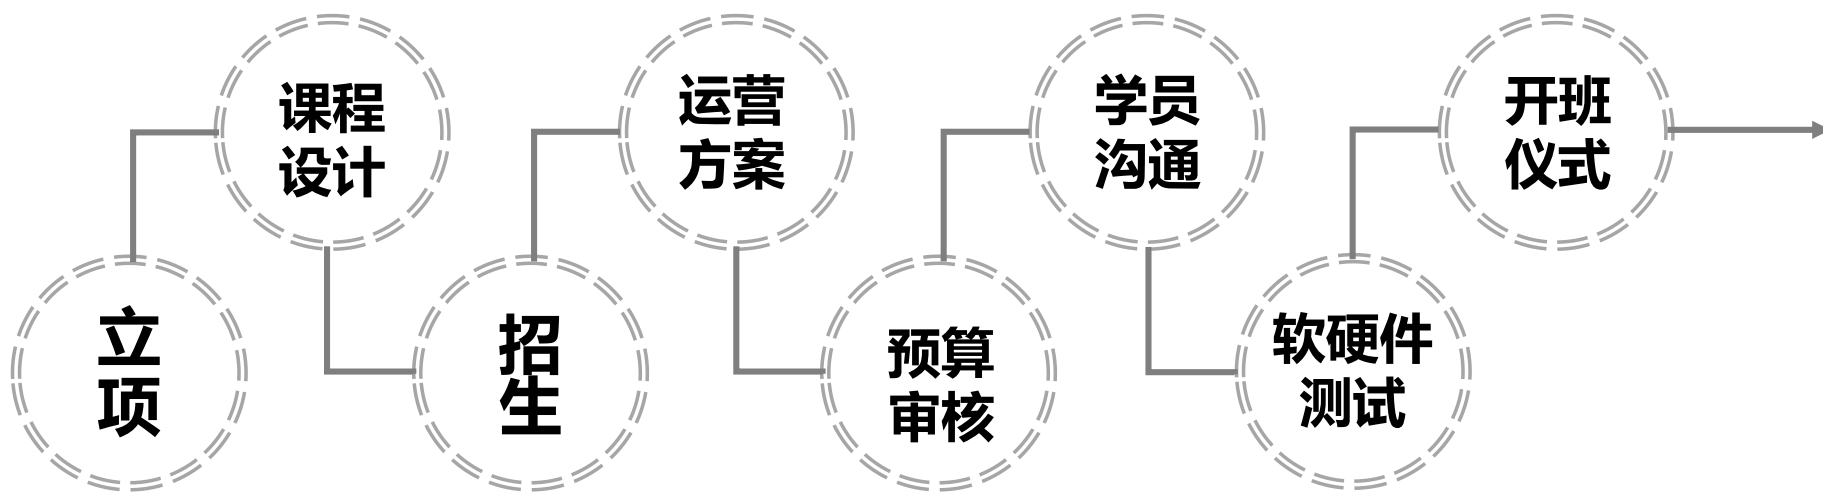 立
项
课程
设计
招
生
运营
方案
预算
审核
学员
沟通
软硬件
测试
开班
仪式